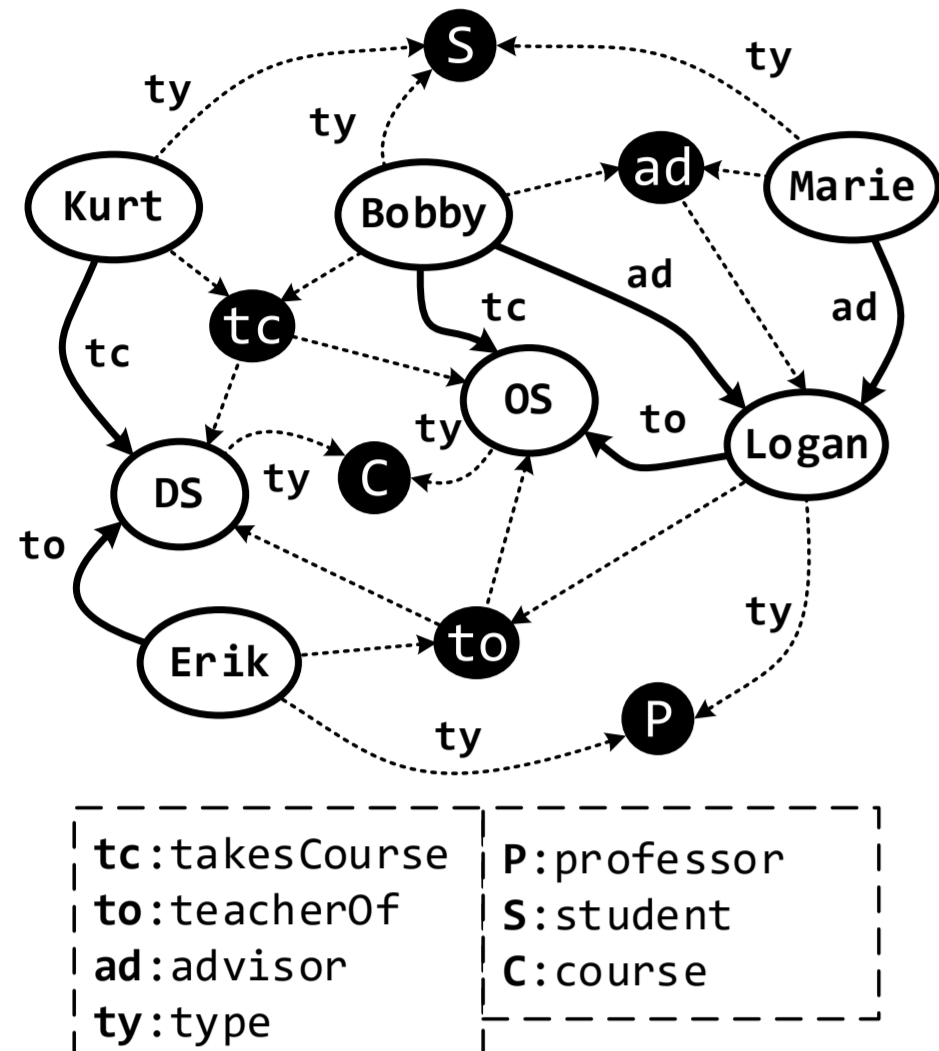 S
ty
ty
ty
ad
Kurt
Bobby
Marie
ad
tc
ad
tc
tc
OS
to
ty
Logan
DS
ty
C
to
ty
to
Erik
P
ty
tc:takesCourse
to:teacherOf
ad:advisor
ty:type
P:professor
S:student
C:course